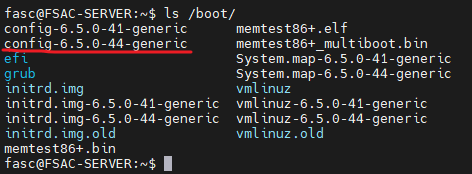 fasc@FSAC-SERVER:~$ ls /boot/
config-6.5.0-41-generic memtest86+.elf
config-6.5.0-44-generic memtest86+_multiboot.bin
efi System.map-6.5.0-41-generic
grub System.map-6.5.0-44-generic
initrd.img vmlinuz
initrd.img-6.5.0-41-generic vmlinuz-6.5.0-41-generic
initrd.img-6.5.0-44-generic vmlinuz-6.5.0-44-generic
initrd.img.old vmlinuz.old
memtest86+.bin
fasc@FSAC-SERVER:~$